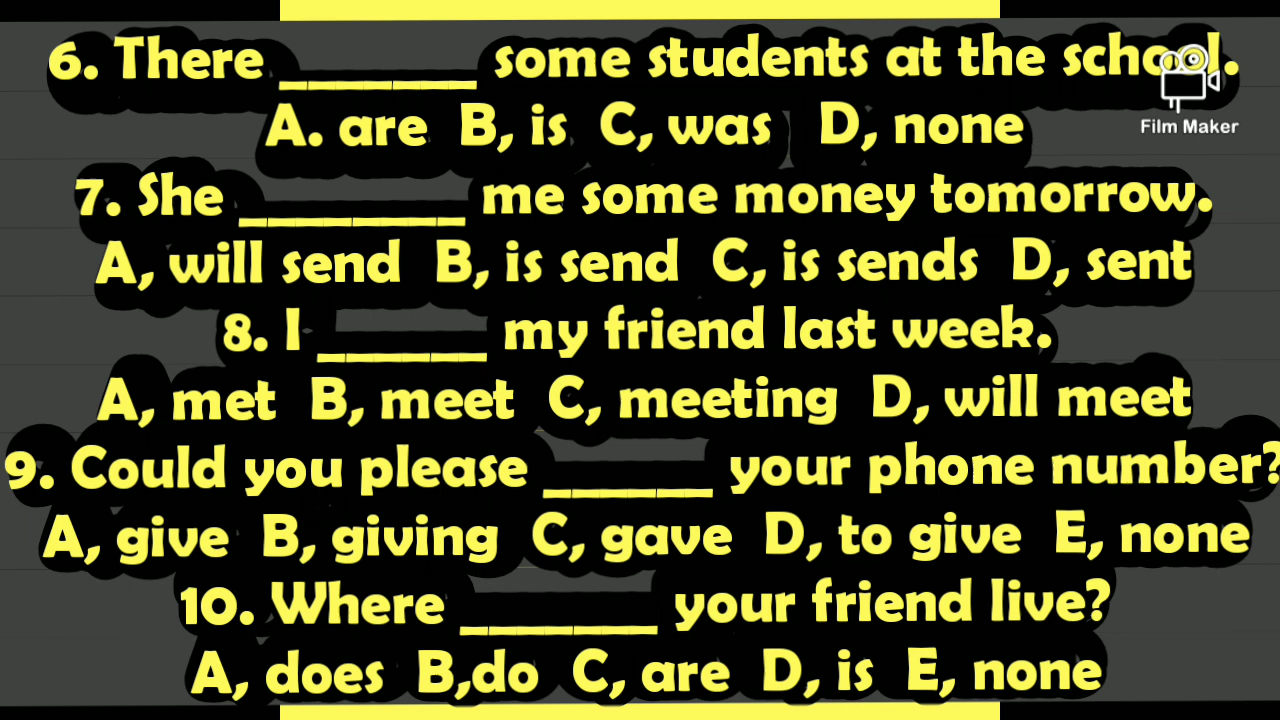 6. There _______ some students at the school.
Film Maker
A. are B, is C, was D, none
7. She ________ me some money tomorrow.
A, will send B, is send C, is sends D, sent
8. I ______ my friend last week.
A, met B, meet C, meeting D, will meet
9. Could you please ______ your phone number?
A, give B, giving C, gave D, to give E, none
10. Where _______ your friend live?
A, does B,do C, are D, is E, none